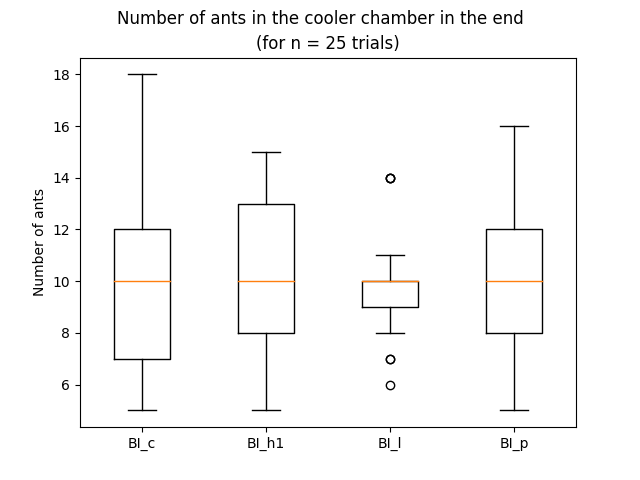 Number of ants in the cooler chamber in the end
(for n = 25 trials)
Number of ants
18
16
14
12
10
8
6
BI_c BI_h1 BI_l BI_p